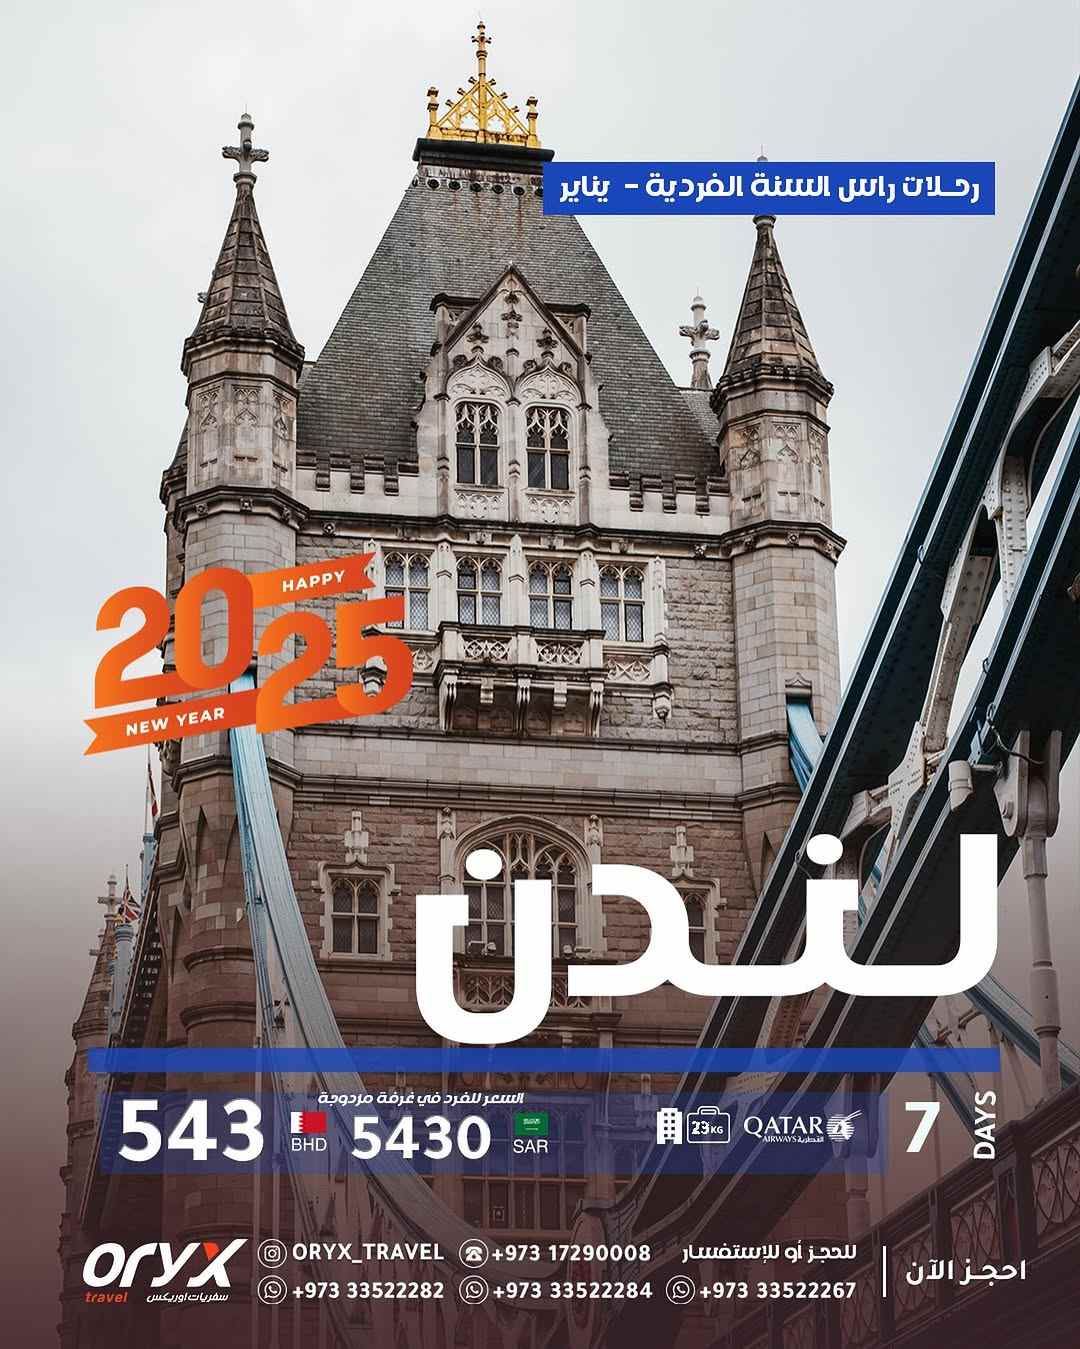 رحلات راس السنة الفردية - يناير
HAPPY
2025
NEW YEAR
لندن
السعر للفرد في غرفة مزدوجة
543 BHD 5430 SAR
23KG
QATAR
AIRWAYS القطرية
7 DAYS
احجز الآن
للحجز أو للإستفسار
+973 17290008
ORYX_TRAVEL
+973 33522267
+973 33522284
+973 33522282
oryx
travel سفريات اوريكس